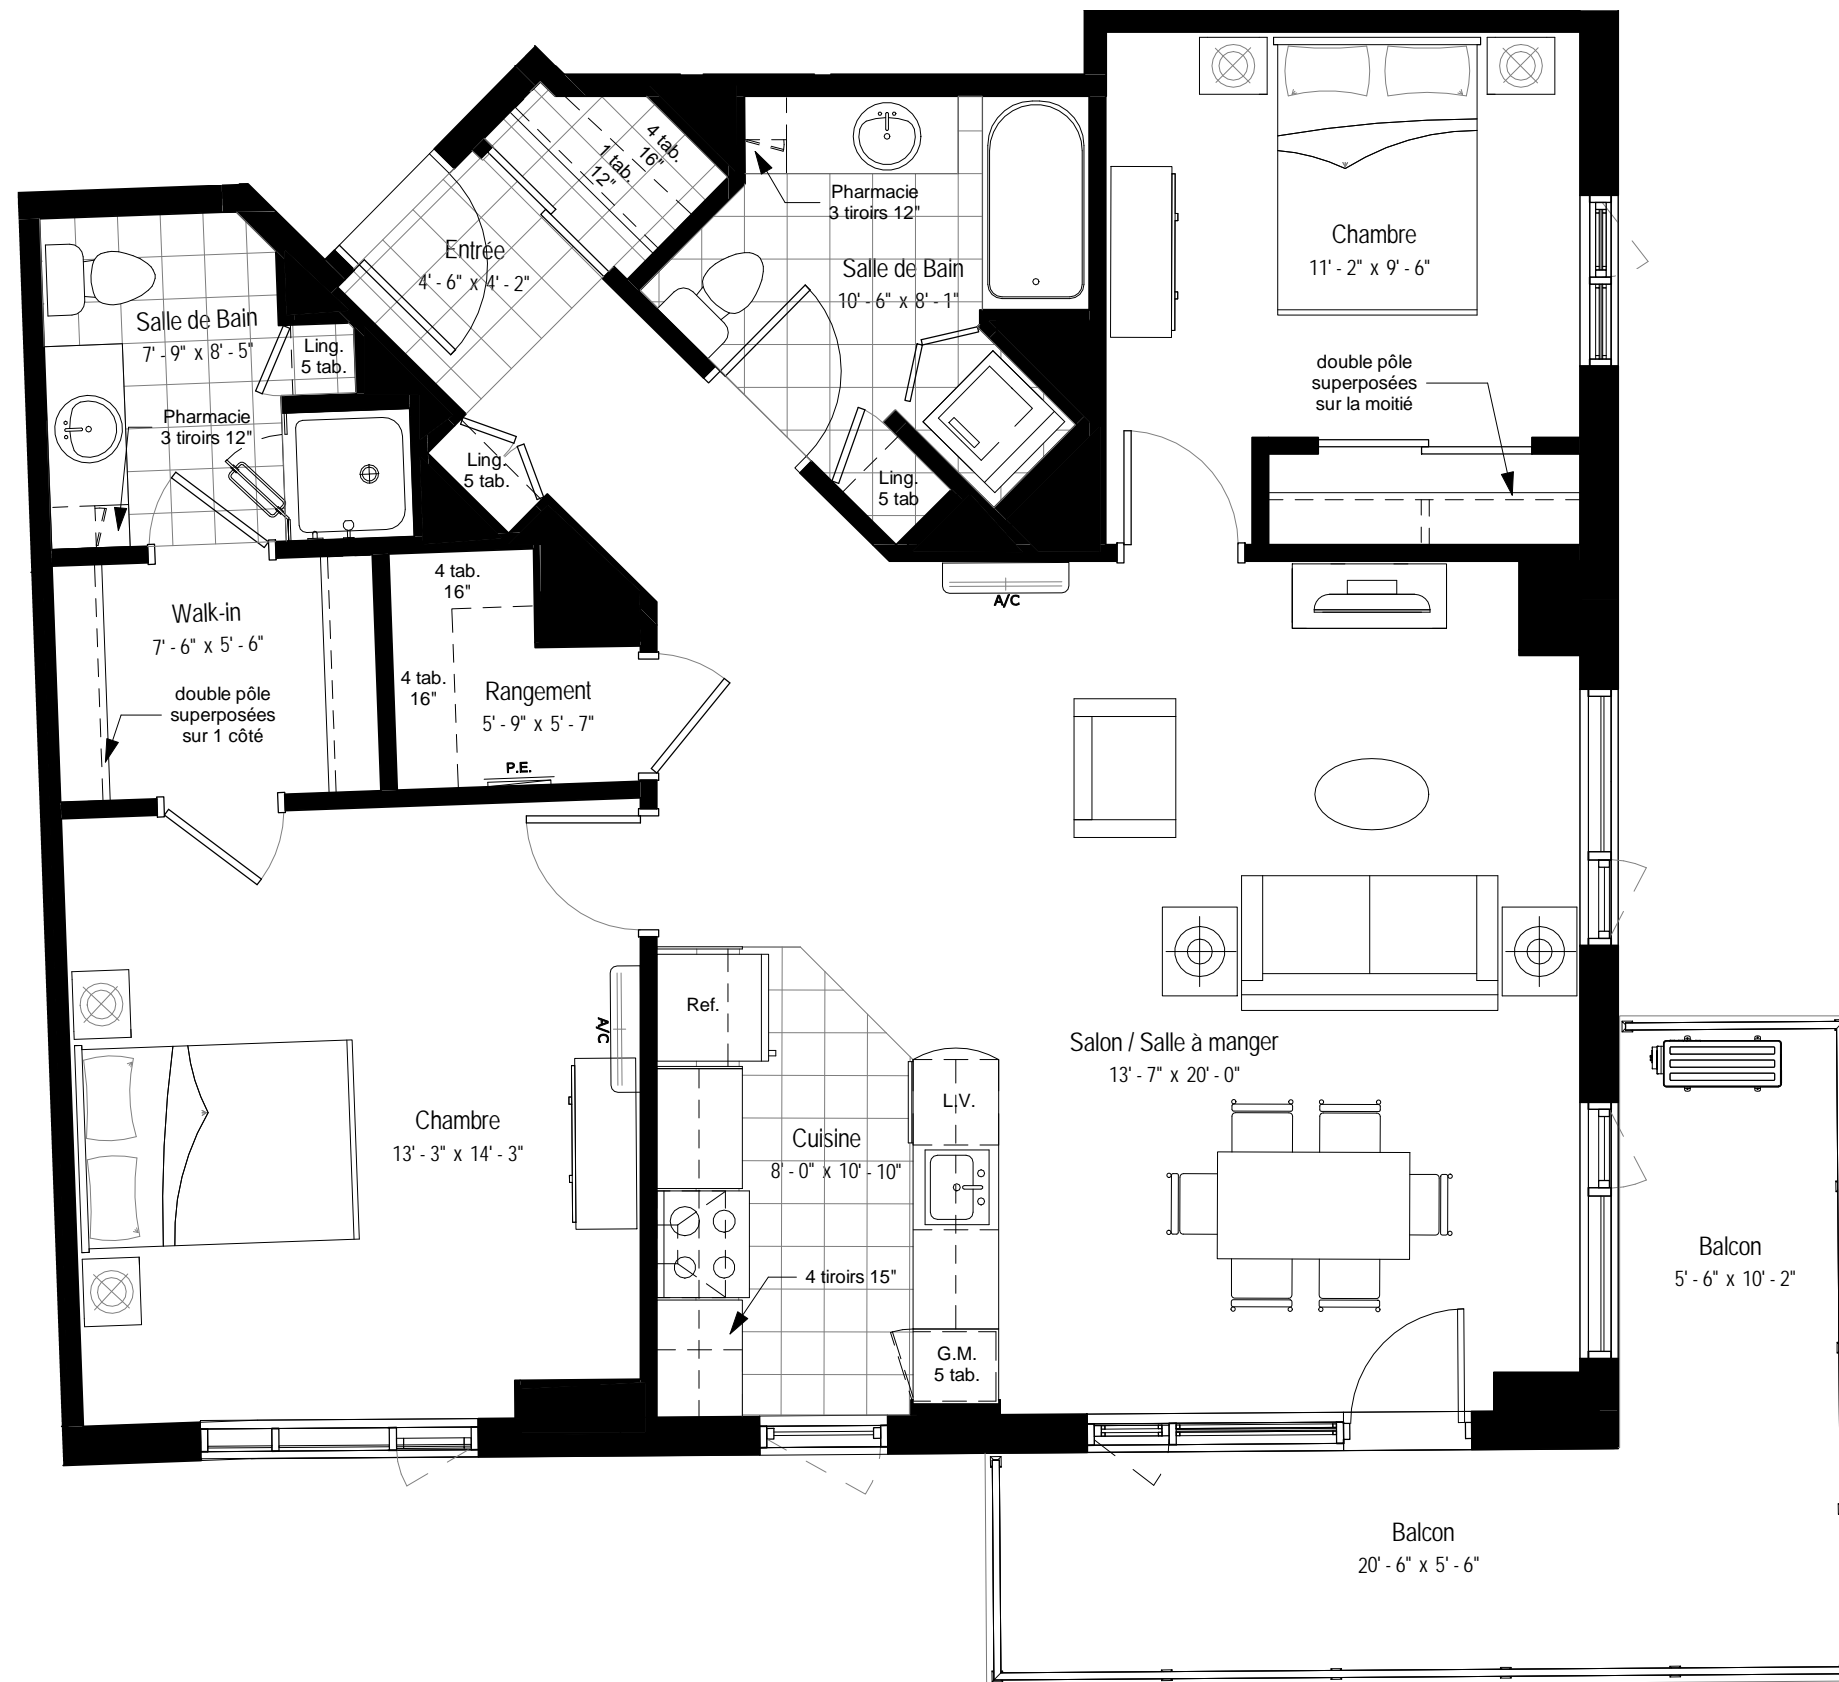 4 tab.
16"
1 tab.
12"
Entrée
4' - 6" x 4' - 2"
Pharmacie
3 tiroirs 12"
Salle de Bain
10' - 6" x 8' - 1"
Chambre
11' - 2" x 9' - 6"
double pôle
superposées
sur la moitié
Salle de Bain
7' - 9" x 8' - 5"
Ling.
5 tab.
Pharmacie
3 tiroirs 12"
Ling.
5 tab.
Ling.
5 tab
A/C
Walk-in
7' - 6" x 5' - 6"
double pôle
superposées
sur 1 côté
4 tab.
16"
4 tab.
16"
Rangement
5' - 9" x 5' - 7"
P.E.
Ref.
A/C
Salon / Salle à manger
13' - 7" x 20' - 0"
L.V.
Chambre
13' - 3" x 14' - 3"
Cuisine
8' - 0" x 10' - 10"
4 tiroirs 15"
G.M.
5 tab.
Balcon
5' - 6" x 10' - 2"
Balcon
20' - 6" x 5' - 6"